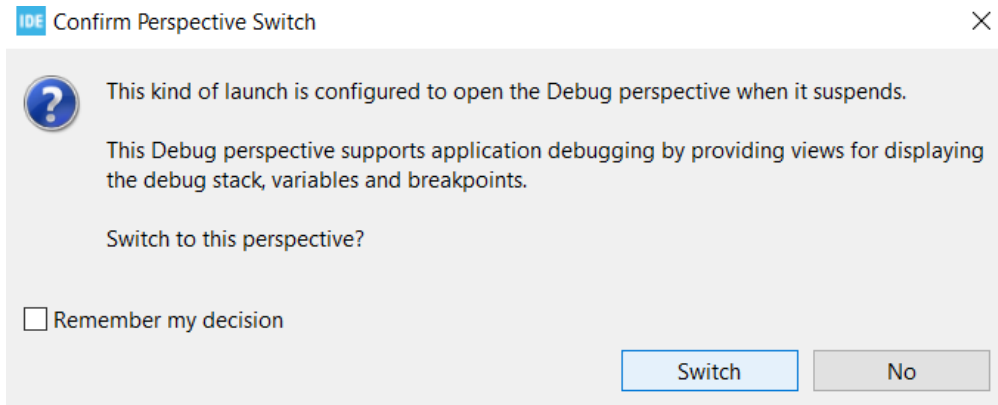 IDE Confirm Perspective Switch
This kind of launch is configured to open the Debug perspective when it suspends.
This Debug perspective supports application debugging by providing views for displaying
the debug stack, variables and breakpoints.
Switch to this perspective?
Remember my decision
Switch No